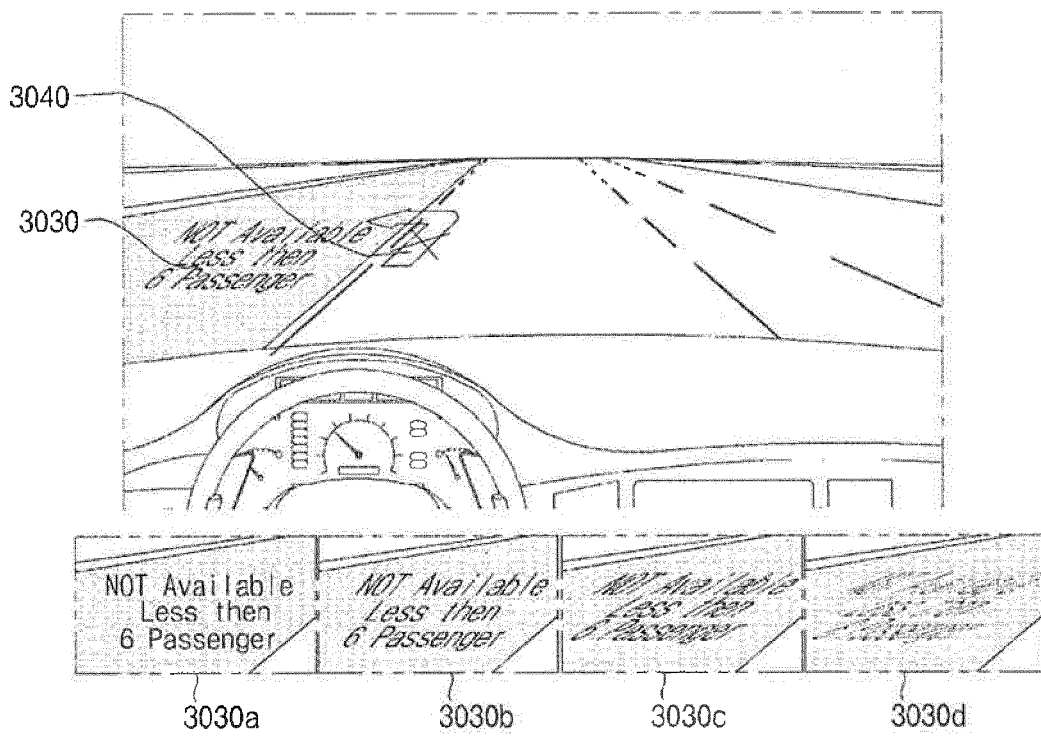 3040
3030
NOT Available
Less then
6 Passenger
NOT Available
Less then
6 Passenger
NOT Available
Less then
6 Passenger
NOT Available
Less then
6 Passenger
3030a
3030b
3030c
3030d